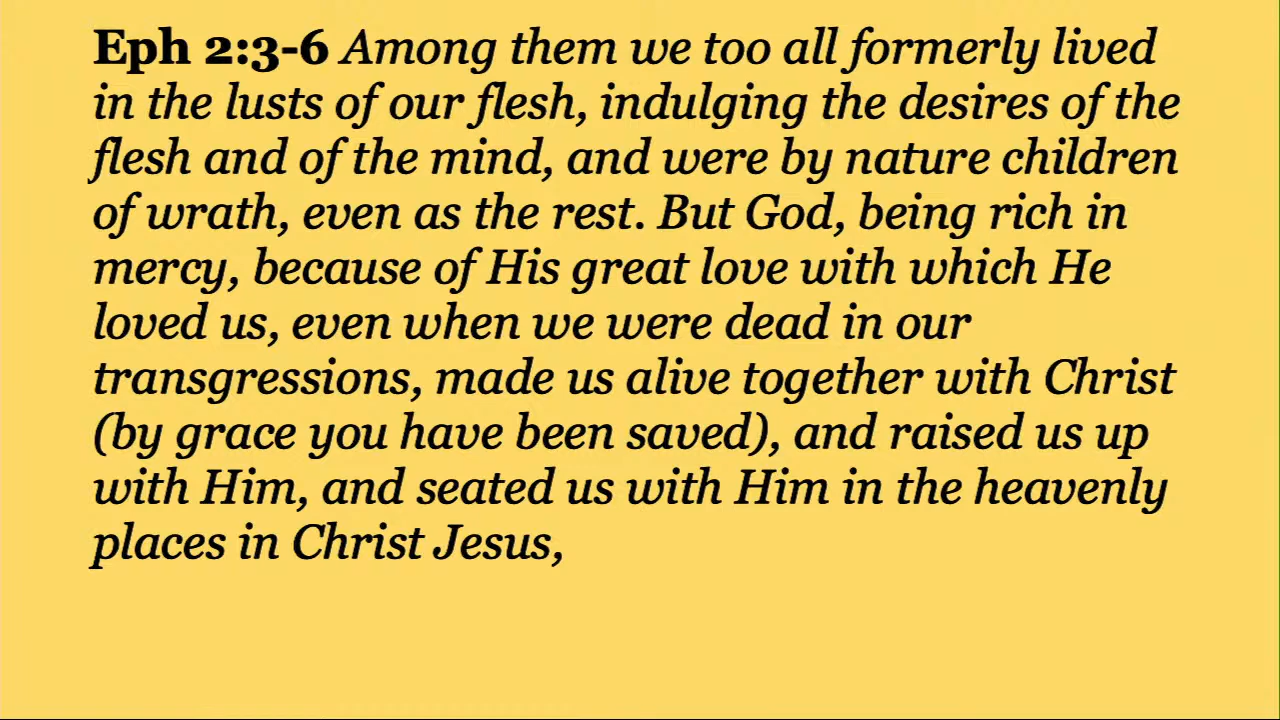 Eph 2:3-6 Among them we too all formerly lived
in the lusts of our flesh, indulging the desires of the
flesh and of the mind, and were by nature children
of wrath, even as the rest. But God, being rich in
mercy, because of His great love with which He
loved us, even when we were dead in our
transgressions, made us alive together with Christ
(by grace you have been saved), and raised us up
with Him, and seated us with Him in the heavenly
places in Christ Jesus,